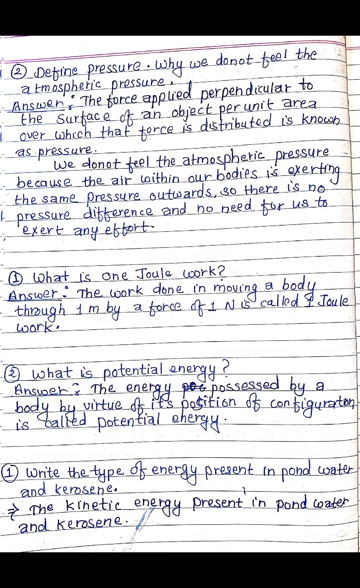 ② Define pressure. Why we donot feel the
atmospheric pressure.
Answer: The force applied perpendicular to
the surface of an object per unit area
over which that force is distributed is known
as pressure.
We donot feel the atmospheric pressure
because the air within our bodies is exerting
the same pressure outwards, so there is no
pressure difference and no need for us to
exert any effort.
① What is one Joule work?
Answer: The work done in moving a body
through 1 m by a force of 1 N is called 1 Joule
work.
② What is potential energy?
Answer: The energy possessed by a
body by virtue of its position of configuraton
is called potential energy.
① Write the type of energy present in pond water
and kerosene.
⇒ The kinetic energy present in pond water
and kerosene.